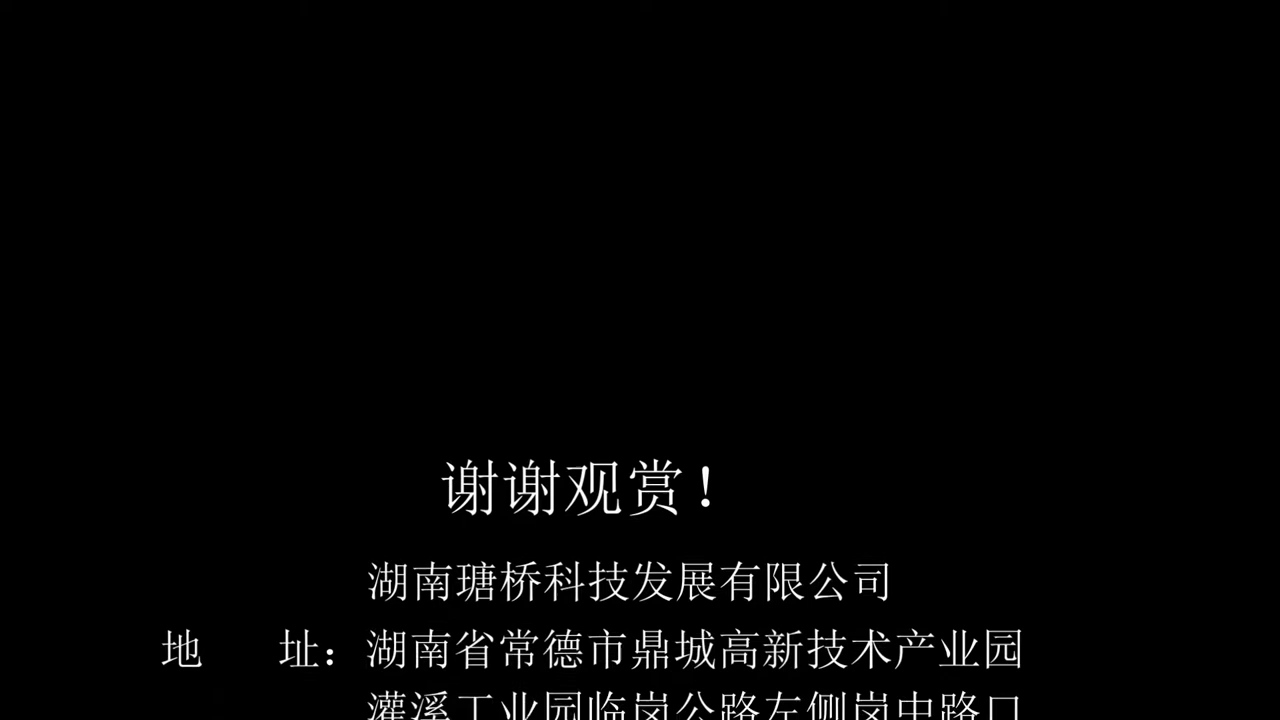 谢谢观赏！
湖南瑭桥科技发展有限公司
地 址：湖南省常德市鼎城高新技术产业园
灌溪工业园临岗公路左侧岗中路口